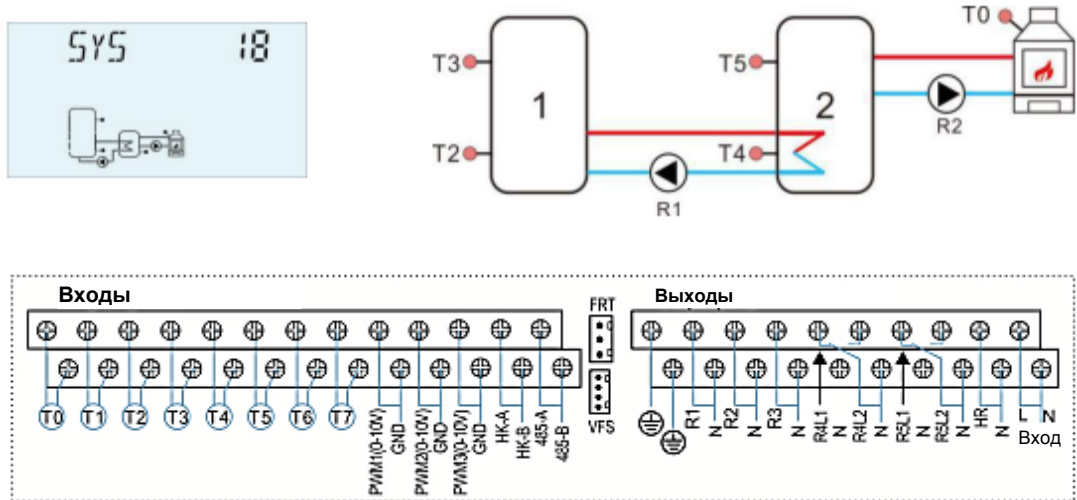 SYS 18
T0
T3
T5
1
2
R2
T2
T4
R1
Входы
FRT
Выходы
VFS
T0 T1 T2 T3 T4 T5 T6 T7
PWM1(0-10V)
GND
PWM2(0-10V)
GND
PWM3(0-10V)
GND
HK-A
HK-B
485-A
485-B
R1
N
R2
N
R3
N
R4L1
N
R4L2
N
R5L1
N
R5L2
N
HR
N
L
N
Вход